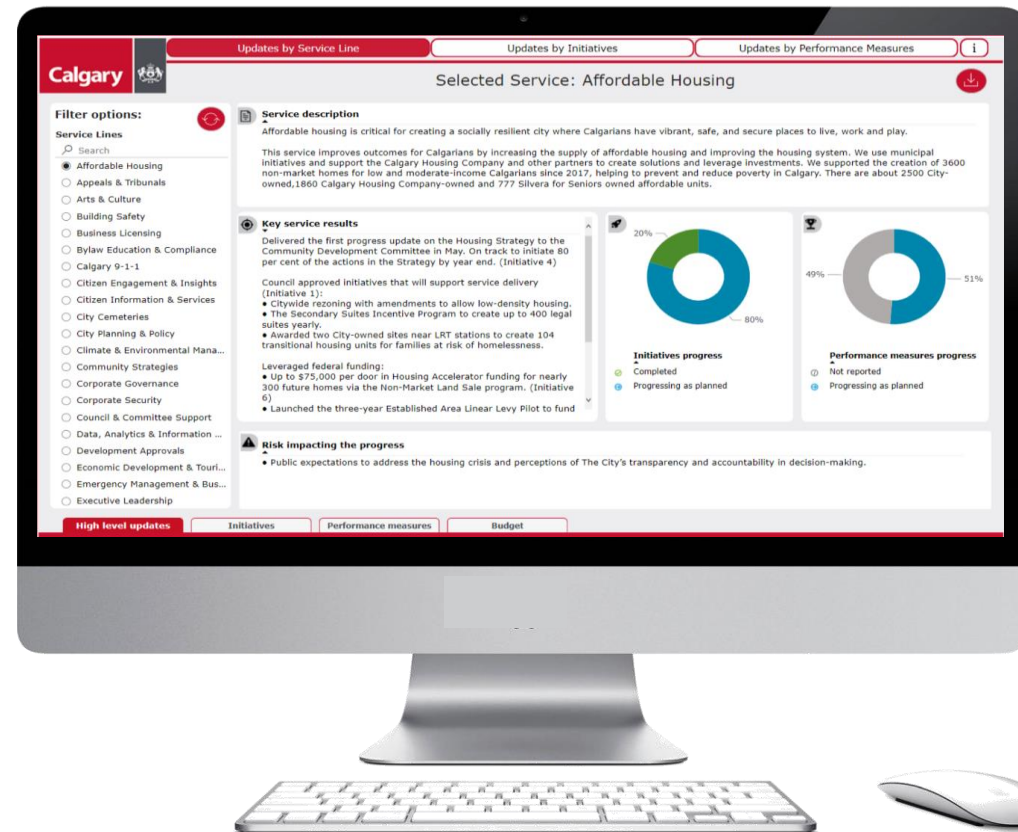 Updates by Service Line
Updates by Initiatives
Updates by Performance Measures
i
Calgary
Selected Service: Affordable Housing
Filter options:
Service Lines
Search
Affordable Housing
Appeals & Tribunals
Arts & Culture
Building Safety
Business Licensing
Bylaw Education & Compliance
Calgary 9-1-1
Citizen Engagement & Insights
Citizen Information & Services
City Cemeteries
City Planning & Policy
Climate & Environmental Mana...
Community Strategies
Corporate Governance
Corporate Security
Council & Committee Support
Data, Analytics & Information ...
Development Approvals
Economic Development & Touri...
Emergency Management & Bus...
Executive Leadership
Service description
Affordable housing is critical for creating a socially resilient city where Calgarians have vibrant, safe, and secure places to live, work and play.
This service improves outcomes for Calgarians by increasing the supply of affordable housing and improving the housing system. We use municipal
initiatives and support the Calgary Housing Company and other partners to create solutions and leverage investments. We supported the creation of 3600
non-market homes for low and moderate-income Calgarians since 2017, helping to prevent and reduce poverty in Calgary. There are about 2500 City-
owned,1860 Calgary Housing Company-owned and 777 Silvera for Seniors owned affordable units.
Key service results
Delivered the first progress update on the Housing Strategy to the
Community Development Committee in May. On track to initiate 80
per cent of the actions in the Strategy by year end. (Initiative 4)
Council approved initiatives that will support service delivery
(Initiative 1):
● Citywide rezoning with amendments to allow low-density housing.
● The Secondary Suites Incentive Program to create up to 400 legal
suites yearly.
● Awarded two City-owned sites near LRT stations to create 104
transitional housing units for families at risk of homelessness.
Leveraged federal funding:
● Up to $75,000 per door in Housing Accelerator funding for nearly
300 future homes via the Non-Market Land Sale program. (Initiative
6)
● Launched the three-year Established Area Linear Levy Pilot to fund
20%
80%
Initiatives progress
Completed
Progressing as planned
49%
51%
Performance measures progress
Not reported
Progressing as planned
Risk impacting the progress
● Public expectations to address the housing crisis and perceptions of The City's transparency and accountability in decision-making.
High level updates
Initiatives
Performance measures
Budget